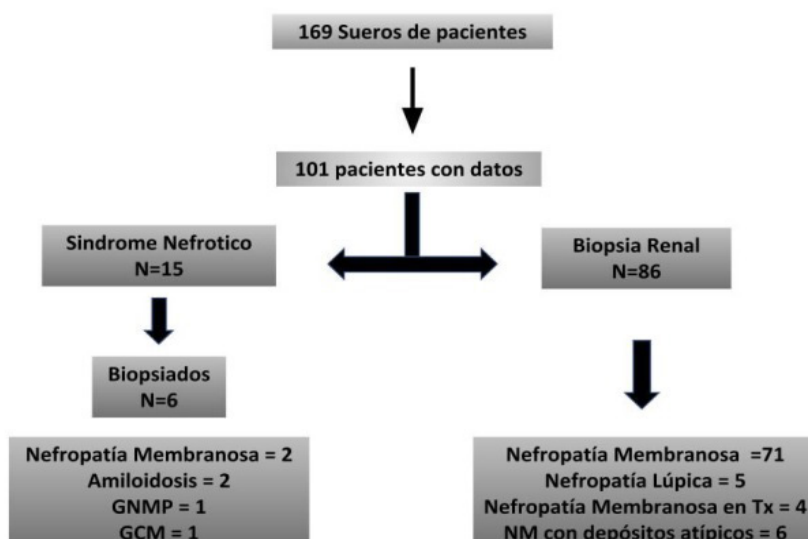 169 Sueros de pacientes
101 pacientes con datos
Sindrome Nefrotico
N=15
Biopsia Renal
N=86
Biopsiados
N=6
Nefropatía Membranosa = 2
Amiloidosis = 2
GNMP = 1
GCM = 1
Nefropatía Membranosa =71
Nefropatía Lúpica = 5
Nefropatía Membranosa en Tx = 4
NM con depósitos atípicos = 6